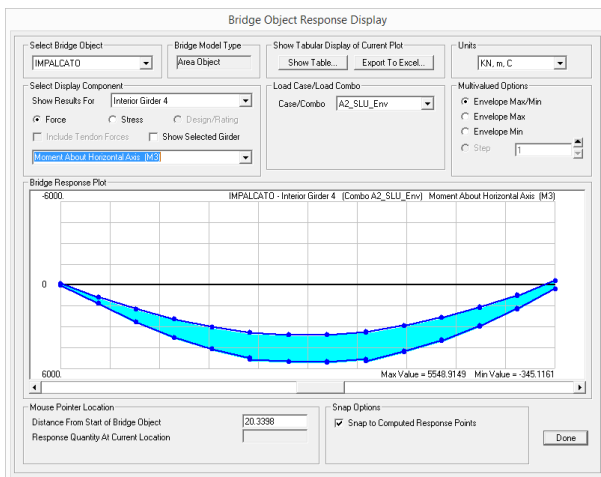 Bridge Object Response Display
Select Bridge Object
IMPALCATO
Bridge Model Type
Area Object
Show Tabular Display of Current Plot
Show Table...
Export To Excel...
Units
KN, m, C
Select Display Component
Show Results For
Interior Girder 4
Force
Stress
Design/Rating
Include Tendon Forces
Show Selected Girder
Moment About Horizontal Axis (M3)
Load Case/Load Combo
Case/Combo
A2_SLU_Env
Multivalued Options
Envelope Max/Min
Envelope Max
Envelope Min
Step
1
Bridge Response Plot
-6000.
IMPALCATO - Interior Girder 4 (Combo A2_SLU_Env) Moment About Horizontal Axis (M3)
0
6000.
Max Value = 5548.9149 Min Value = -345.1161
Mouse Pointer Location
Distance From Start of Bridge Object
20.3398
Response Quantity At Current Location
Snap Options
Snap to Computed Response Points
Done